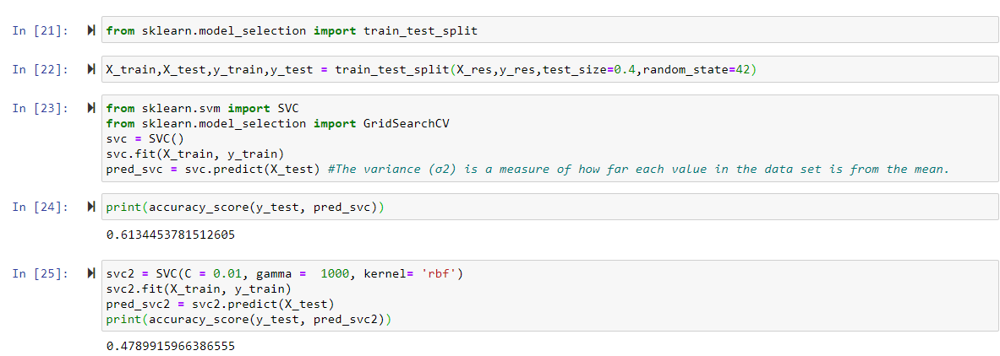 In [21]: from sklearn.model_selection import train_test_split
In [22]: X_train,X_test,y_train,y_test = train_test_split(X_res,y_res,test_size=0.4,random_state=42)
In [23]: from sklearn.svm import SVC
from sklearn.model_selection import GridSearchCV
svc = SVC()
svc.fit(X_train, y_train)
pred_svc = svc.predict(X_test) #The variance (σ2) is a measure of how far each value in the data set is from the mean.
In [24]: print(accuracy_score(y_test, pred_svc))
0.6134453781512605
In [25]: svc2 = SVC(C = 0.01, gamma =  1000, kernel= 'rbf')
svc2.fit(X_train, y_train)
pred_svc2 = svc2.predict(X_test)
print(accuracy_score(y_test, pred_svc2))
0.4789915966386555